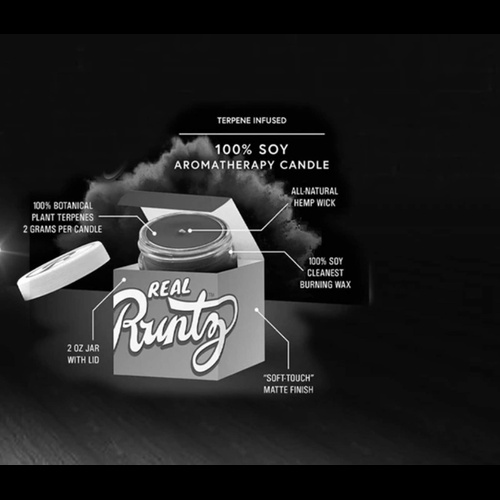 TERPENE INFUSED
100% SOY
AROMATHERAPY CANDLE
100% BOTANICAL
PLANT TERPENES
2 GRAMS PER CANDLE
ALL-NATURAL
HEMP WICK
100% SOY
CLEANEST
BURNING WAX
REAL
Runtz
2 OZ JAR
WITH LID
"SOFT-TOUCH"
MATTE FINISH